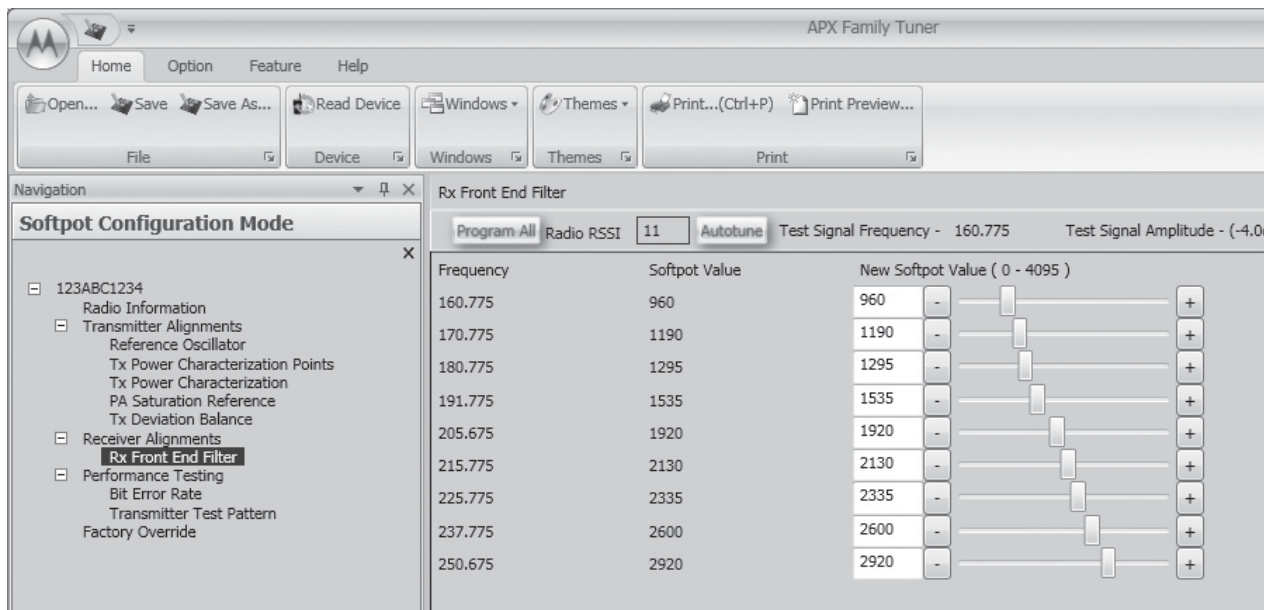 APX Family Tuner
Home Option Feature Help
Open... Save Save As... Read Device Windows Themes Print...(Ctrl+P) Print Preview...
File Device Windows Themes Print
Navigation
Softpot Configuration Mode
123ABC1234
Radio Information
Transmitter Alignments
Reference Oscillator
Tx Power Characterization Points
Tx Power Characterization
PA Saturation Reference
Tx Deviation Balance
Receiver Alignments
Rx Front End Filter
Performance Testing
Bit Error Rate
Transmitter Test Pattern
Factory Override
Rx Front End Filter
Program All Radio RSSI 11 Autotune Test Signal Frequency - 160.775 Test Signal Amplitude - (-4.0
Frequency Softpot Value New Softpot Value ( 0 - 4095 )
160.775 960 960 - +
170.775 1190 1190 - +
180.775 1295 1295 - +
191.775 1535 1535 - +
205.675 1920 1920 - +
215.775 2130 2130 - +
225.775 2335 2335 - +
237.775 2600 2600 - +
250.675 2920 2920 - +